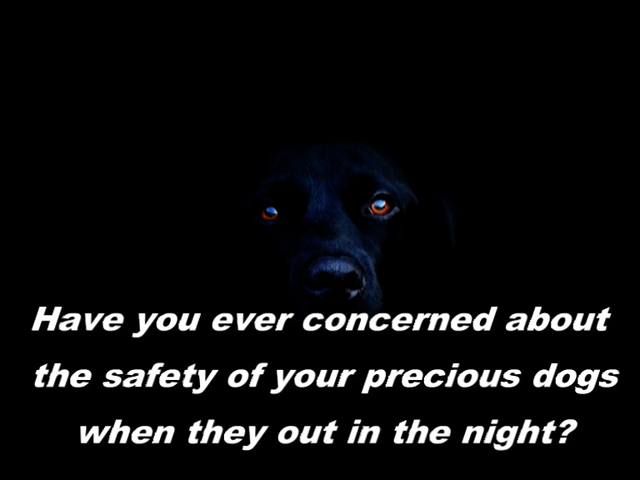 Have you ever concerned about
the safety of your precious dogs
when they out in the night?